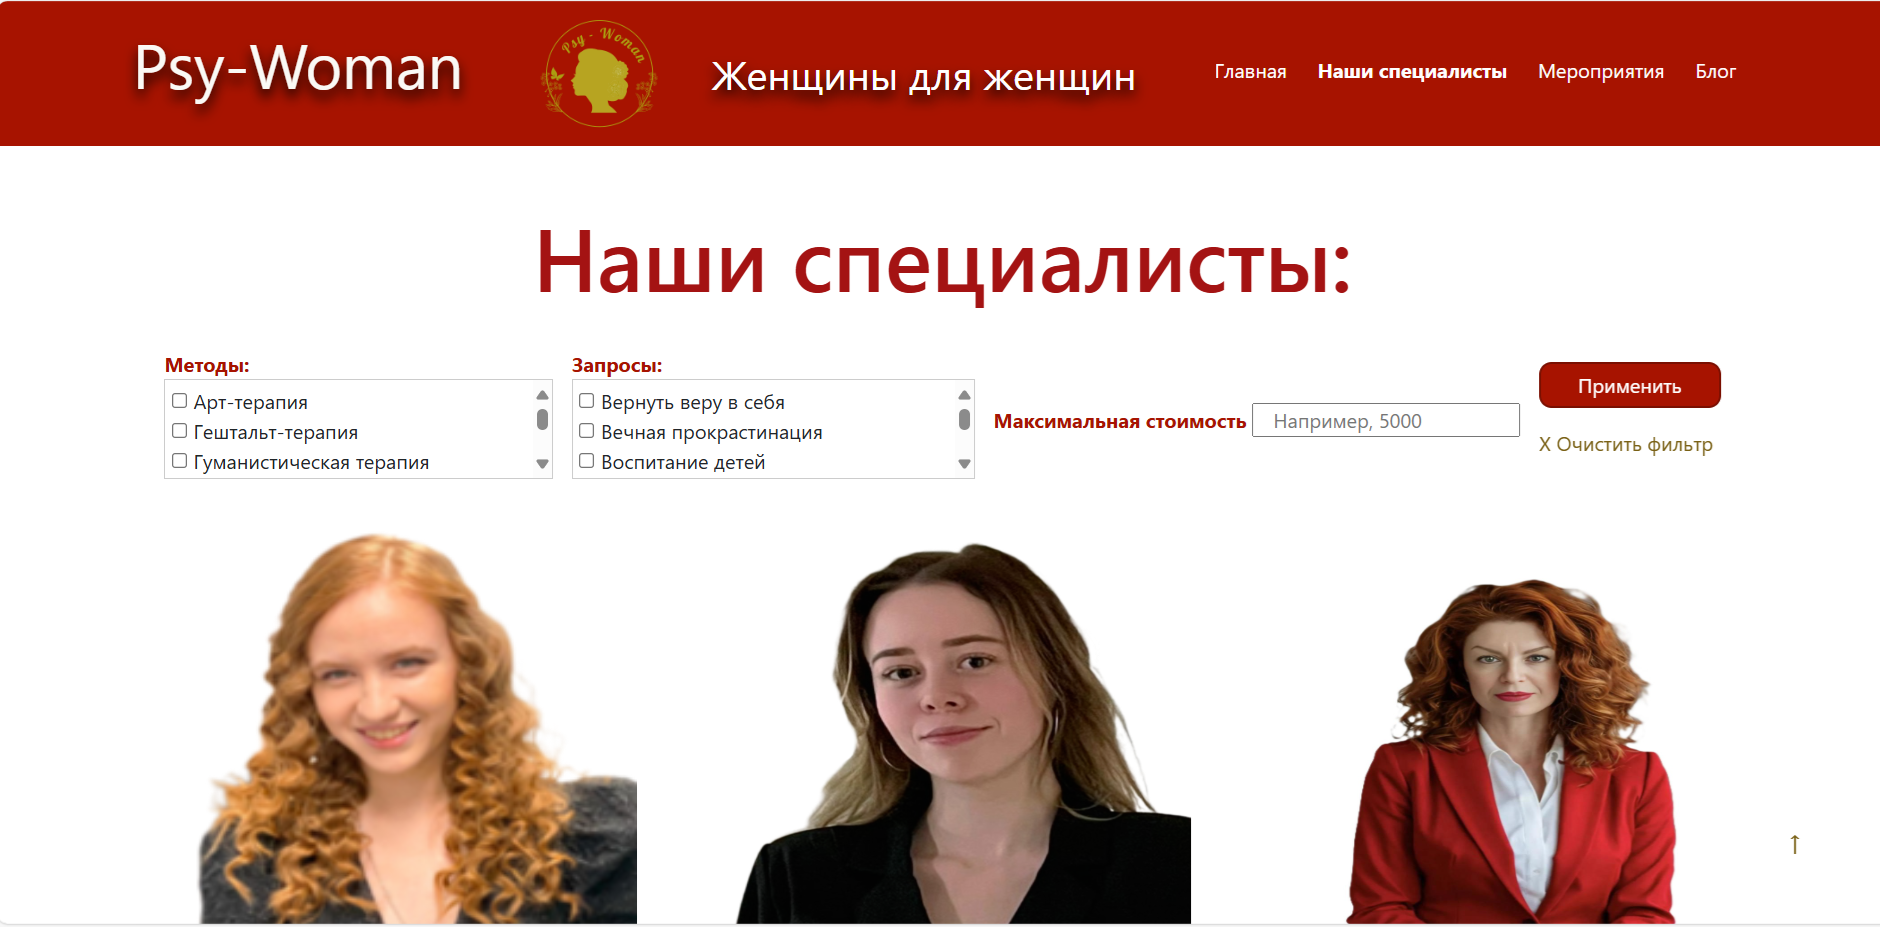 Psy-Woman
Psy - Woman
Женщины для женщин
Главная
Наши специалисты
Мероприятия
Блог
Наши специалисты:
Методы:
Арт-терапия
Гештальт-терапия
Гуманистическая терапия
Запросы:
Вернуть веру в себя
Вечная прокрастинация
Воспитание детей
Максимальная стоимость
Например, 5000
Применить
X Очистить фильтр
↑